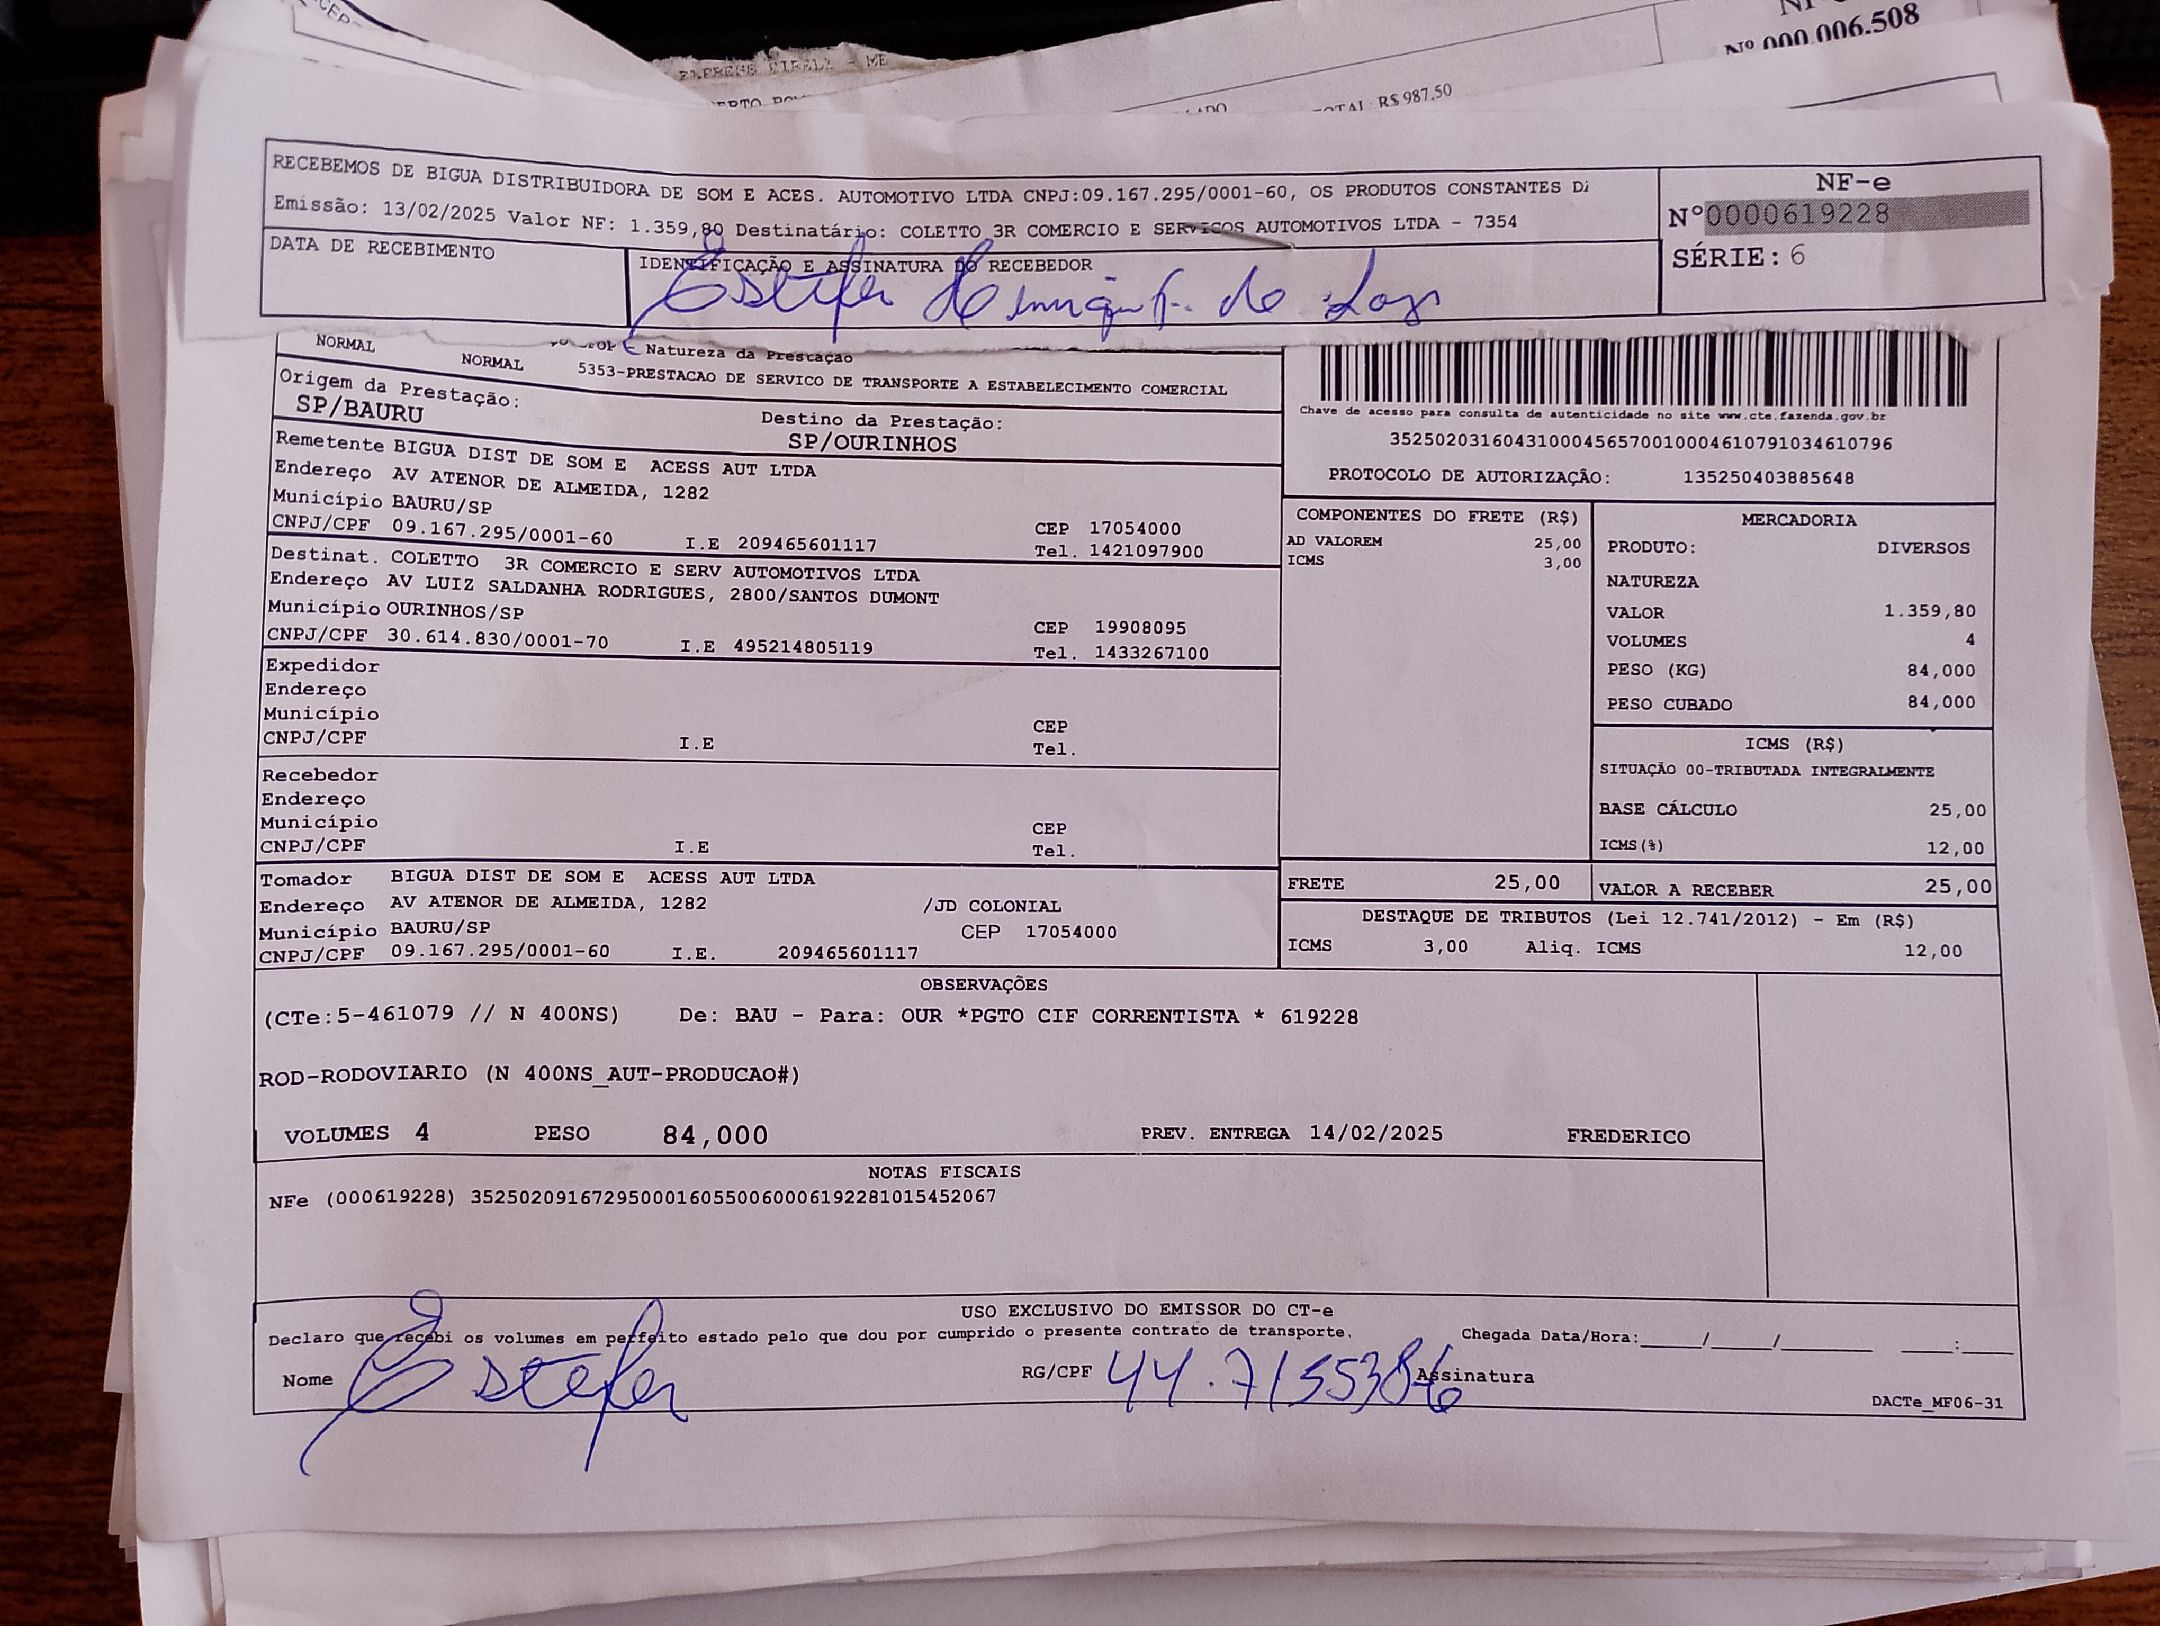 Nº 000.006.508
TOTAL: R$ 987,50
RECEBEMOS DE BIGUA DISTRIBUIDORA DE SOM E ACES. AUTOMOTIVO LTDA CNPJ:09.167.295/0001-60, OS PRODUTOS CONSTANTES
Emissão: 13/02/2025 Valor NF: 1.359,80 Destinatário: COLETTO 3R COMERCIO E SERVICOS AUTOMOTIVOS LTDA - 7354
NF-e
Nº0000619228
SÉRIE: 6
DATA DE RECEBIMENTO
IDENTIFICAÇÃO E ASSINATURA DO RECEBEDOR
NORMAL NORMAL Natureza da Prestação
5353-PRESTACAO DE SERVICO DE TRANSPORTE A ESTABELECIMENTO COMERCIAL
Origem da Prestação:
SP/BAURU
Destino da Prestação:
SP/OURINHOS
Chave de acesso para consulta de autenticidade no site www.cte.fazenda.gov.br
35250203160431000456570010004610791034610796
PROTOCOLO DE AUTORIZAÇÃO: 135250403885648
Remetente BIGUA DIST DE SOM E ACESS AUT LTDA
Endereço AV ATENOR DE ALMEIDA, 1282
Município BAURU/SP
CNPJ/CPF 09.167.295/0001-60 I.E 209465601117
CEP 17054000
Tel. 1421097900
Destinat. COLETTO 3R COMERCIO E SERV AUTOMOTIVOS LTDA
Endereço AV LUIZ SALDANHA RODRIGUES, 2800/SANTOS DUMONT
Município OURINHOS/SP
CNPJ/CPF 30.614.830/0001-70 I.E 495214805119
CEP 19908095
Tel. 1433267100
Expedidor
Endereço
Município
CNPJ/CPF I.E
CEP
Tel.
Recebedor
Endereço
Município
CNPJ/CPF I.E
CEP
Tel.
Tomador BIGUA DIST DE SOM E ACESS AUT LTDA
Endereço AV ATENOR DE ALMEIDA, 1282 /JD COLONIAL
Município BAURU/SP CEP 17054000
CNPJ/CPF 09.167.295/0001-60 I.E. 209465601117
COMPONENTES DO FRETE (R$)
AD VALOREM 25,00
ICMS 3,00
MERCADORIA
PRODUTO: DIVERSOS
NATUREZA
VALOR 1.359,80
VOLUMES 4
PESO (KG) 84,000
PESO CUBADO 84,000
ICMS (R$)
SITUAÇÃO 00-TRIBUTADA INTEGRALMENTE
BASE CÁLCULO 25,00
ICMS(%) 12,00
FRETE 25,00
VALOR A RECEBER 25,00
DESTAQUE DE TRIBUTOS (Lei 12.741/2012) - Em (R$)
ICMS 3,00 Aliq. ICMS 12,00
OBSERVAÇÕES
(CTe:5-461079 // N 400NS) De: BAU - Para: OUR *PGTO CIF CORRENTISTA * 619228
ROD-RODOVIARIO (N 400NS_AUT-PRODUCAO#)
VOLUMES 4 PESO 84,000 PREV. ENTREGA 14/02/2025 FREDERICO
NOTAS FISCAIS
NFe (000619228) 35250209167295000160550060006192281015452067
USO EXCLUSIVO DO EMISSOR DO CT-e
Declaro que recebi os volumes em perfeito estado pelo que dou por cumprido o presente contrato de transporte.
Chegada Data/Hora:____/____/______ ____:____
Nome RG/CPF Assinatura
DACTe_MF06-31